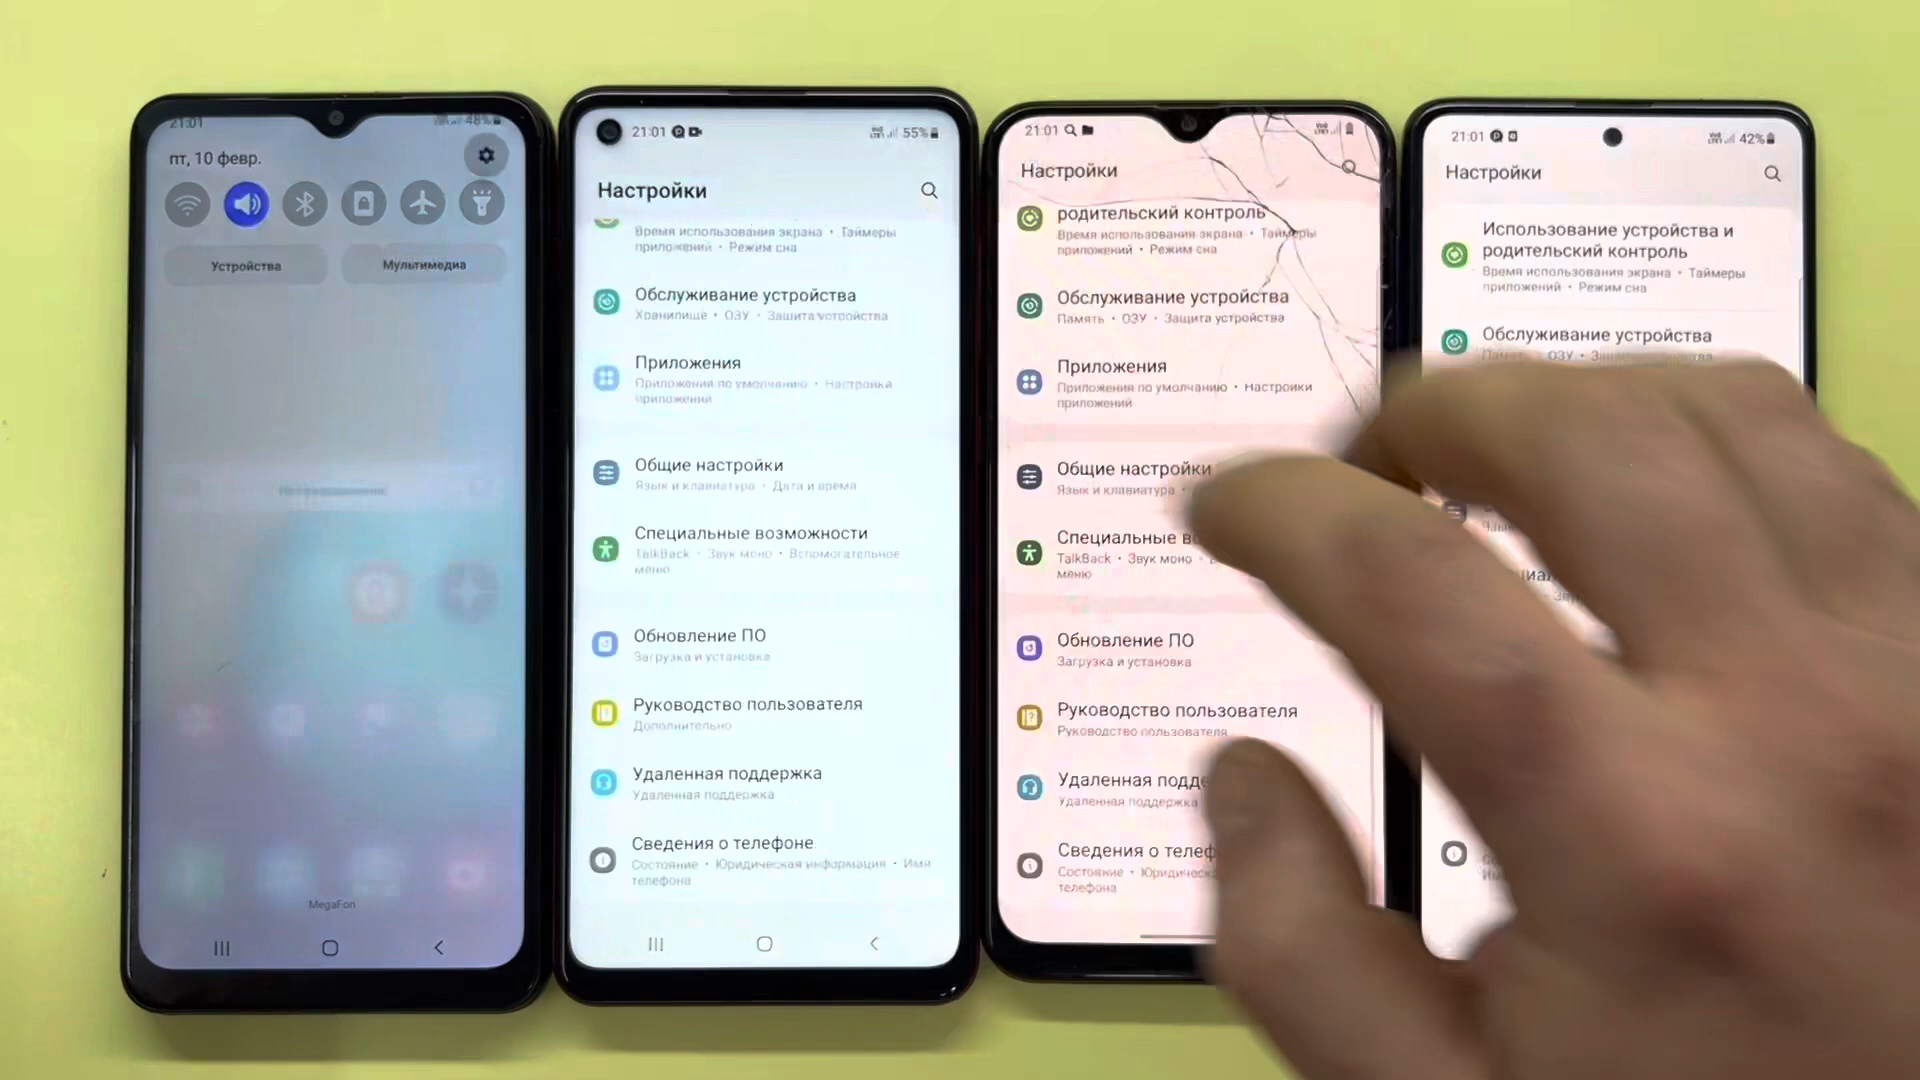 21:01
48%
пт, 10 февр.
Устройства
Мультимедиа
MegaFon
21:01
55%
Настройки
Время использования экрана • Таймеры
приложений • Режим сна
Обслуживание устройства
Хранилище • ОЗУ • Защита устройства
Приложения
Приложения по умолчанию • Настройки
приложений
Общие настройки
Язык и клавиатура • Дата и время
Специальные возможности
TalkBack • Звук моно • Вспомогательное
меню
Обновление ПО
Загрузка и установка
Руководство пользователя
Дополнительно
Удаленная поддержка
Удаленная поддержка
Сведения о телефоне
Состояние • Юридическая информация • Имя
телефона
21:01
Настройки
родительский контроль
Время использования экрана • Таймеры
приложений • Режим сна
Обслуживание устройства
Память • ОЗУ • Защита устройства
Приложения
Приложения по умолчанию • Настройки
приложений
Общие настройки
Язык и клавиатура •
Специальные во
TalkBack • Звук моно •
меню
Обновление ПО
Загрузка и установка
Руководство пользователя
Руководство пользователя
Удаленная подде
Удаленная поддержка
Сведения о телеф
Состояние • Юридическ
телефона
21:01
42%
Настройки
Использование устройства и
родительский контроль
Время использования экрана • Таймеры
приложений • Режим сна
Обслуживание устройства
Память • ОЗУ •